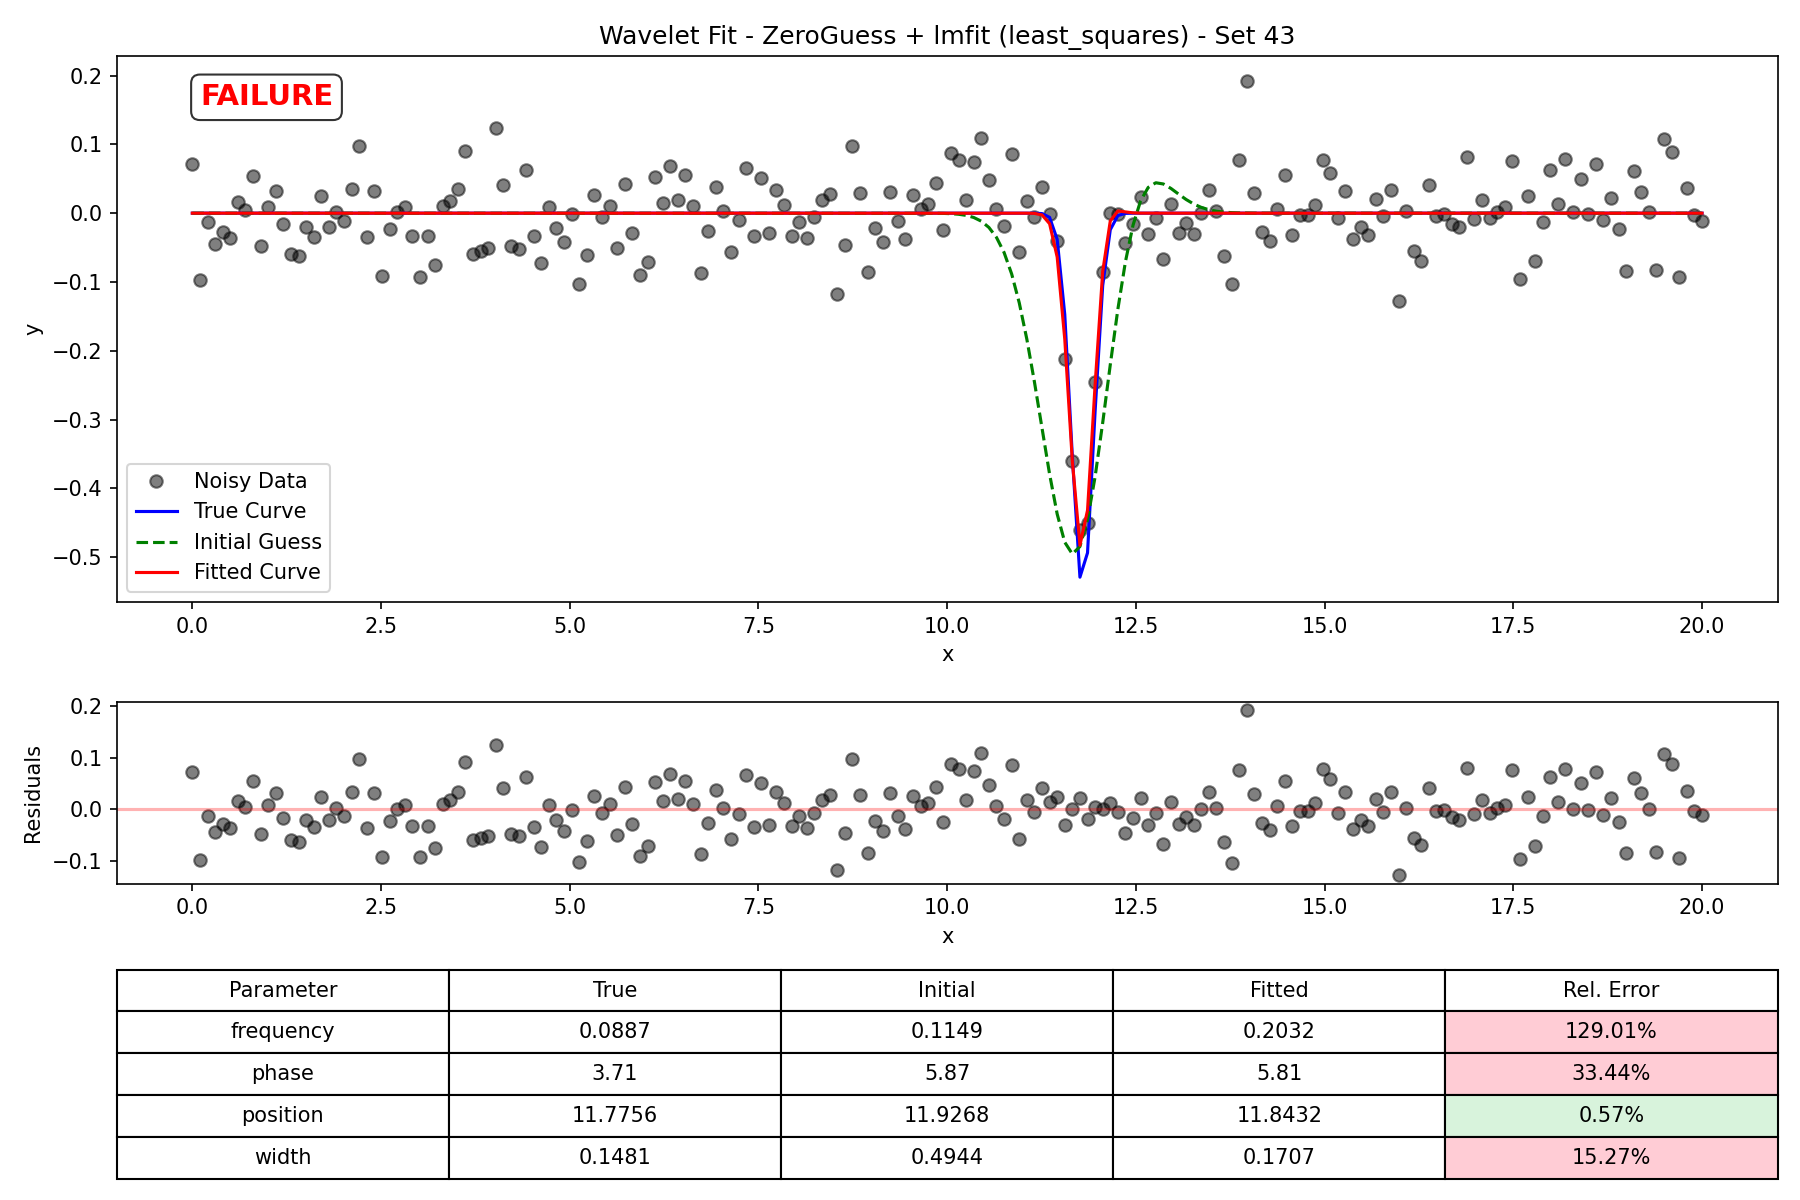 Wavelet Fit - ZeroGuess + lmfit (least_squares) - Set 43
FAILURE
0.2
0.1
0.0
−0.1
−0.2
−0.3
−0.4
−0.5
y
Noisy Data
True Curve
Initial Guess
Fitted Curve
0.0 2.5 5.0 7.5 10.0 12.5 15.0 17.5 20.0
x
0.2
0.1
0.0
−0.1
Residuals
0.0 2.5 5.0 7.5 10.0 12.5 15.0 17.5 20.0
x
Parameter True Initial Fitted Rel. Error
frequency 0.0887 0.1149 0.2032 129.01%
phase 3.71 5.87 5.81 33.44%
position 11.7756 11.9268 11.8432 0.57%
width 0.1481 0.4944 0.1707 15.27%